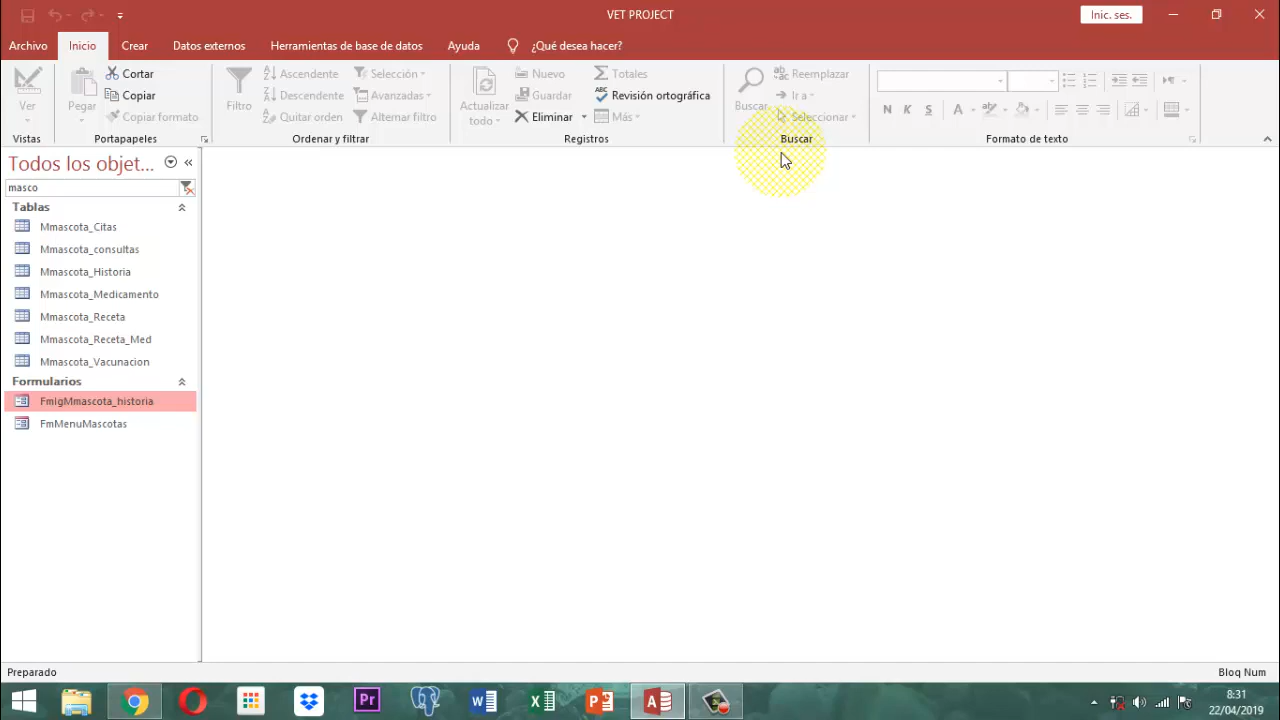 VET PROJECT
Inic. ses.
Archivo Inicio Crear Datos externos Herramientas de base de datos Ayuda ¿Qué desea hacer?
Ver
Vistas
Pegar
Cortar
Copiar
Copiar formato
Portapapeles
Filtro
Ascendente
Descendente
Quitar orden
Selección
Avanzadas
Alternar filtro
Ordenar y filtrar
Actualizar
todo
Nuevo
Guardar
Eliminar
Totales
Revisión ortográfica
Más
Registros
Buscar
Reemplazar
Ir a
Seleccionar
Buscar
N K S A
Formato de texto
Todos los objet...
masco
Tablas
Mmascota_Citas
Mmascota_consultas
Mmascota_Historia
Mmascota_Medicamento
Mmascota_Receta
Mmascota_Receta_Med
Mmascota_Vacunacion
Formularios
FmIgMmascota_historia
FmMenuMascotas
Preparado
Bloq Num
8:31
22/04/2019